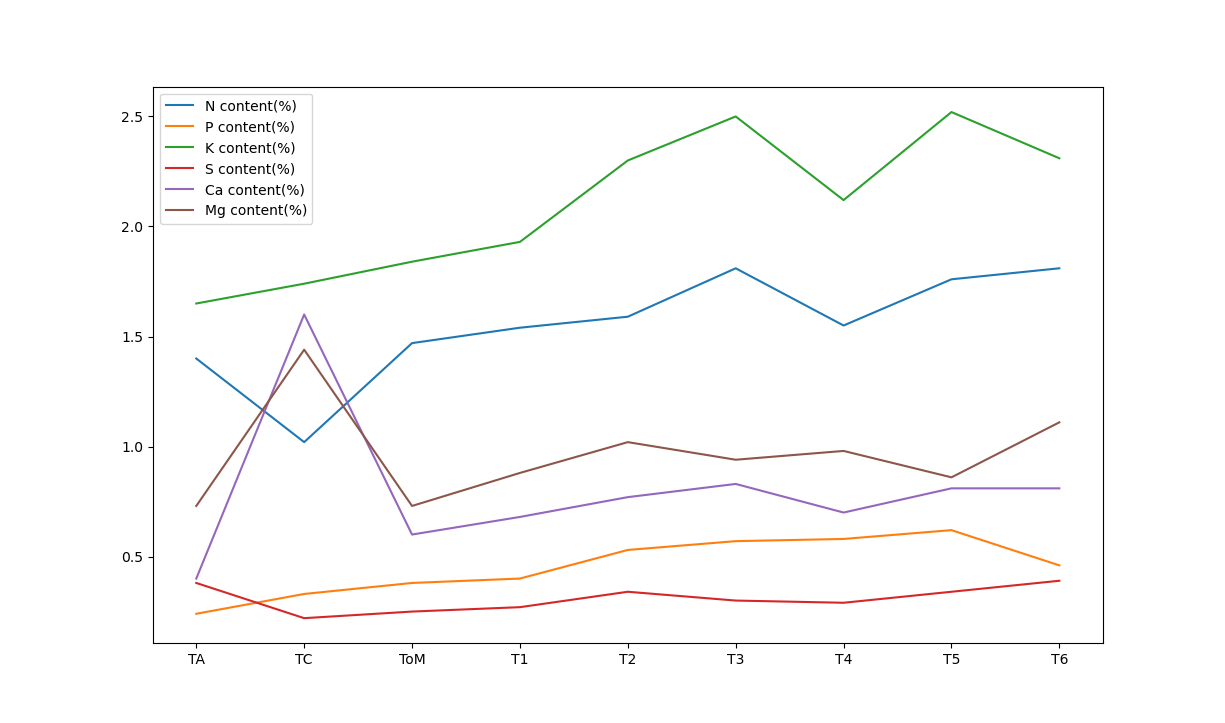 N content(%)
P content(%)
K content(%)
S content(%)
Ca content(%)
Mg content(%)
2.5
2.0
1.5
1.0
0.5
TA TC ToM T1 T2 T3 T4 T5 T6